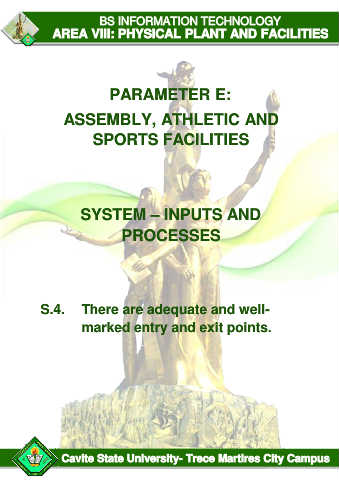 BS INFORMATION TECHNOLOGY
AREA VIII: PHYSICAL PLANT AND FACILITIES
PARAMETER E:
ASSEMBLY, ATHLETIC AND
SPORTS FACILITIES
SYSTEM – INPUTS AND
PROCESSES
S.4. There are adequate and well-
marked entry and exit points.
Cavite State University- Trece Martires City Campus